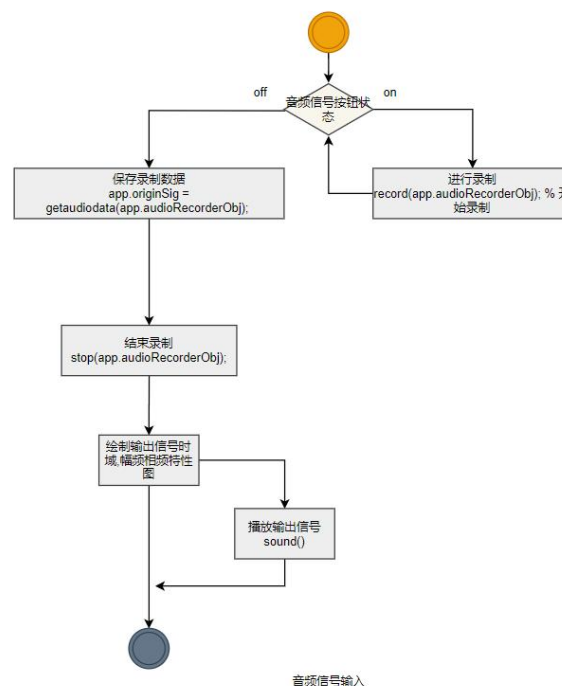 音频信号按钮状
态
off
on
保存录制数据
app.originSig =
getaudiodata(app.audioRecorderObj);
进行录制
record(app.audioRecorderObj); % 开
始录制
结束录制
stop(app.audioRecorderObj);
绘制输出信号时
域,幅频相频特性
图
播放输出信号
sound()
音频信号输入